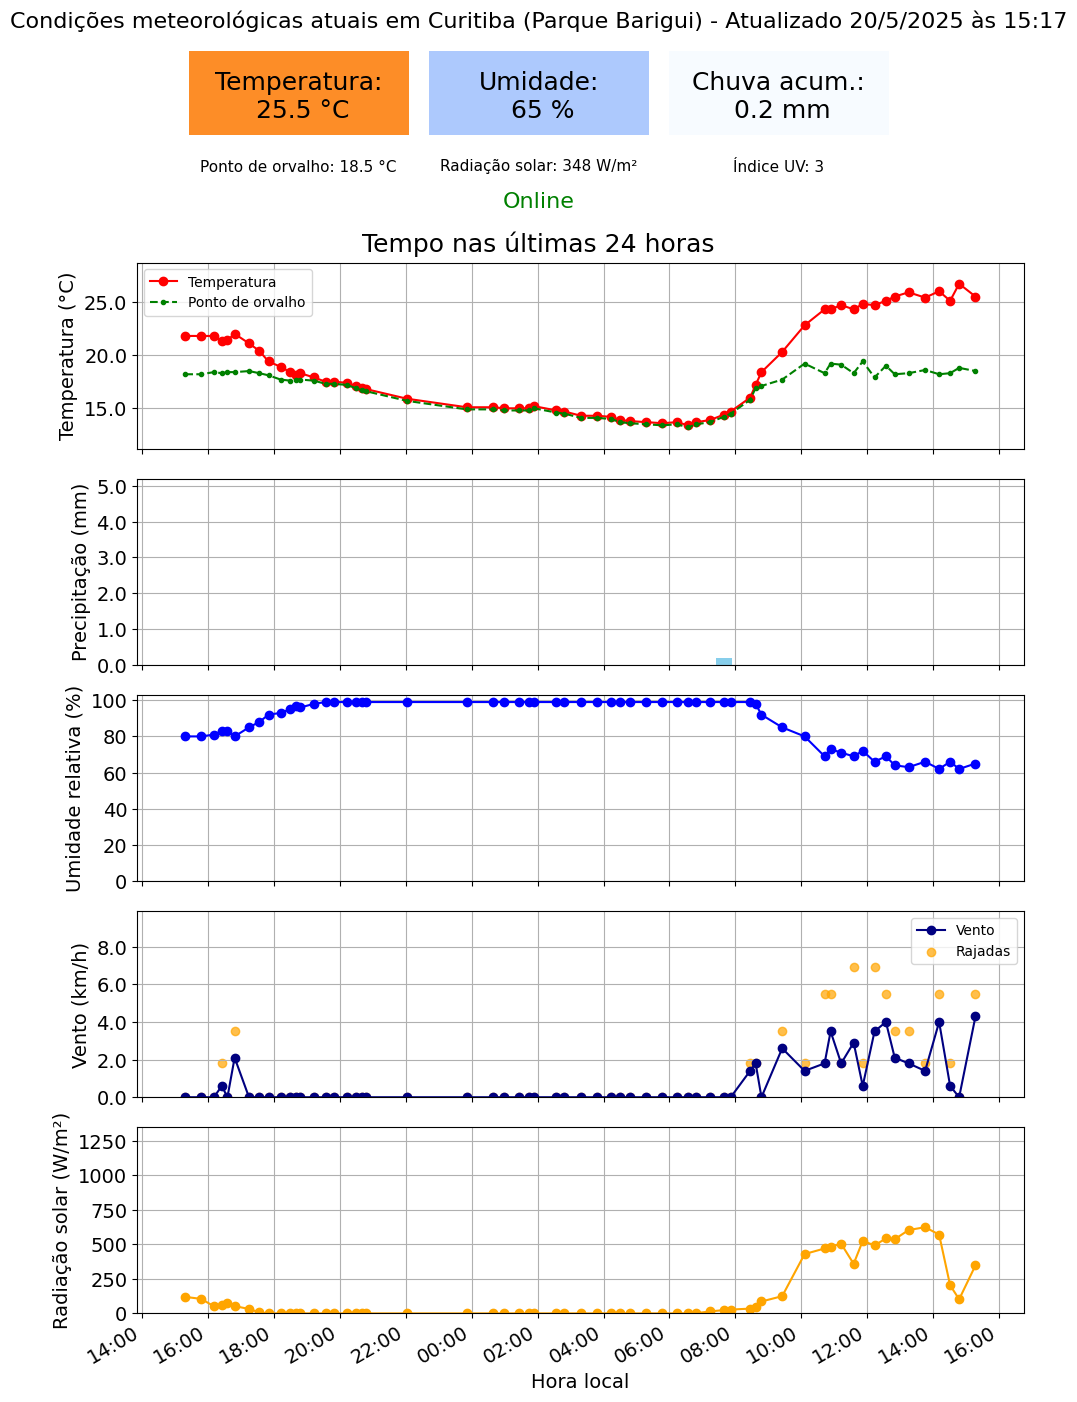 Condições meteorológicas atuais em Curitiba (Parque Barigui) - Atualizado 20/5/2025 às 15:17
Temperatura:
25.5 °C
Umidade:
65 %
Chuva acum.:
0.2 mm
Ponto de orvalho: 18.5 °C
Radiação solar: 348 W/m²
Índice UV: 3
Online
Tempo nas últimas 24 horas
Temperatura (°C)
25.0
20.0
15.0
Temperatura
Ponto de orvalho
Precipitação (mm)
5.0
4.0
3.0
2.0
1.0
0.0
Umidade relativa (%)
100
80
60
40
20
0
Vento (km/h)
8.0
6.0
4.0
2.0
0.0
Vento
Rajadas
Radiação solar (W/m²)
1250
1000
750
500
250
0
14:00
16:00
18:00
20:00
22:00
00:00
02:00
04:00
06:00
08:00
10:00
12:00
14:00
16:00
Hora local